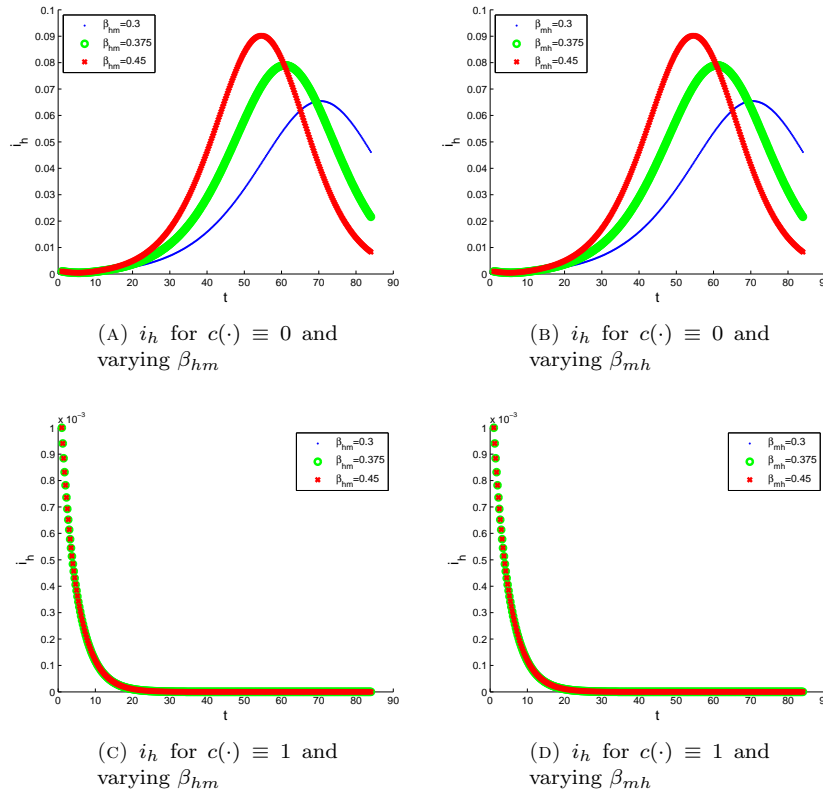 β_hm=0.3
β_hm=0.375
β_hm=0.45
0.1
0.09
0.08
0.07
0.06
0.05
0.04
0.03
0.02
0.01
0
i_h
0 10 20 30 40 50 60 70 80 90
t
(A) i_h for c(·) ≡ 0 and
varying β_hm
β_mh=0.3
β_mh=0.375
β_mh=0.45
0.1
0.09
0.08
0.07
0.06
0.05
0.04
0.03
0.02
0.01
0
i_h
0 10 20 30 40 50 60 70 80 90
t
(B) i_h for c(·) ≡ 0 and
varying β_mh
x 10^-3
β_hm=0.3
β_hm=0.375
β_hm=0.45
1
0.9
0.8
0.7
0.6
0.5
0.4
0.3
0.2
0.1
0
i_h
0 10 20 30 40 50 60 70 80 90
t
(C) i_h for c(·) ≡ 1 and
varying β_hm
x 10^-3
β_mh=0.3
β_mh=0.375
β_mh=0.45
1
0.9
0.8
0.7
0.6
0.5
0.4
0.3
0.2
0.1
0
i_h
0 10 20 30 40 50 60 70 80 90
t
(D) i_h for c(·) ≡ 1 and
varying β_mh